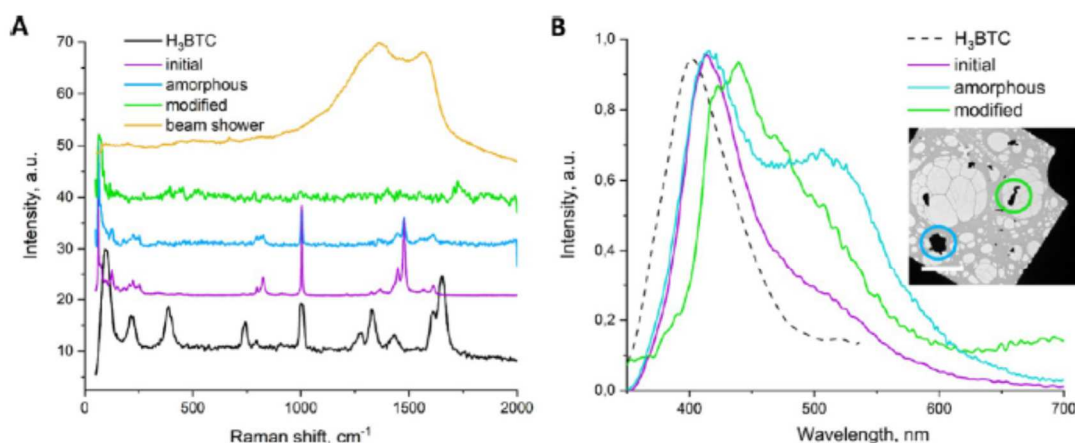 A
70
60
50
40
30
20
10
Intensity, a.u.
H₃BTC
initial
amorphous
modified
beam shower
0
500
1000
1500
2000
Raman shift, cm⁻¹
B
1,0
0,8
0,6
0,4
0,2
0,0
Intensity, a.u.
H₃BTC
initial
amorphous
modified
400
500
600
700
Wavelength, nm